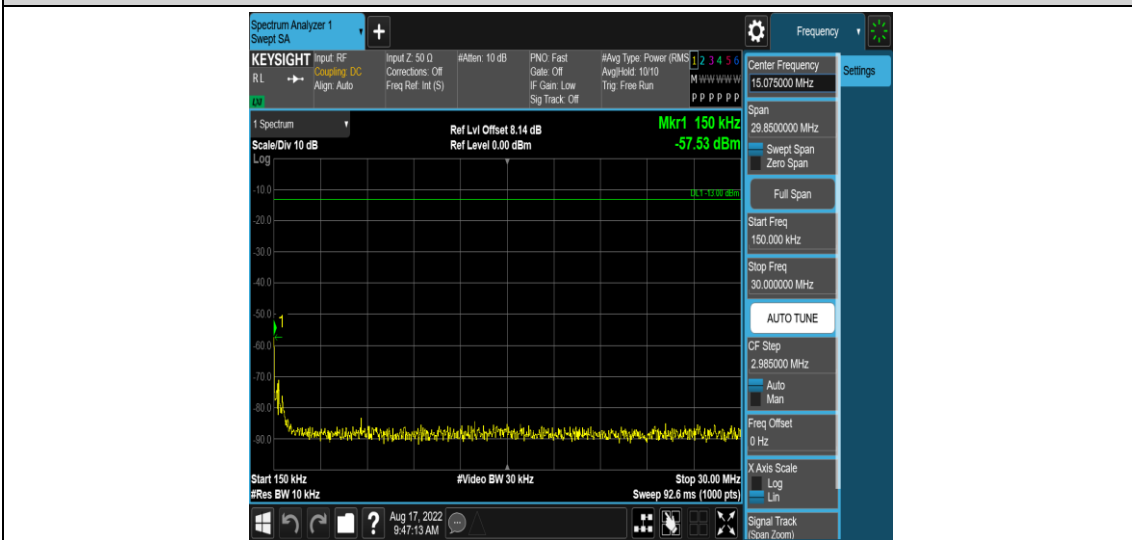 Spectrum Analyzer 1
Swept SA
+
Frequency
KEYSIGHT
RL
LXI
Input: RF
Coupling: DC
Align: Auto
Input Z: 50 Ω
Corrections: Off
Freq Ref: Int (S)
#Atten: 10 dB
PNO: Fast
Gate: Off
IF Gain: Low
Sig Track: Off
#Avg Type: Power (RMS
Avg|Hold: 10/10
Trig: Free Run
1 2 3 4 5 6
M W W W W W
P P P P P P
1 Spectrum
Scale/Div 10 dB
Log
Ref Lvl Offset 8.14 dB
Ref Level 0.00 dBm
Mkr1 150 kHz
-57.53 dBm
-10.0
DL1 -13.00 dBm
-20.0
-30.0
-40.0
-50.0
1
-60.0
-70.0
-80.0
-90.0
Start 150 kHz
#Video BW 30 kHz
Stop 30.00 MHz
#Res BW 10 kHz
Sweep 92.6 ms (1000 pts)
Center Frequency
15.075000 MHz
Settings
Span
29.8500000 MHz
Swept Span
Zero Span
Full Span
Start Freq
150.000 kHz
Stop Freq
30.000000 MHz
AUTO TUNE
CF Step
2.985000 MHz
Auto
Man
Freq Offset
0 Hz
X Axis Scale
Log
Lin
Signal Track
(Span Zoom)
?
Aug 17, 2022
9:47:13 AM